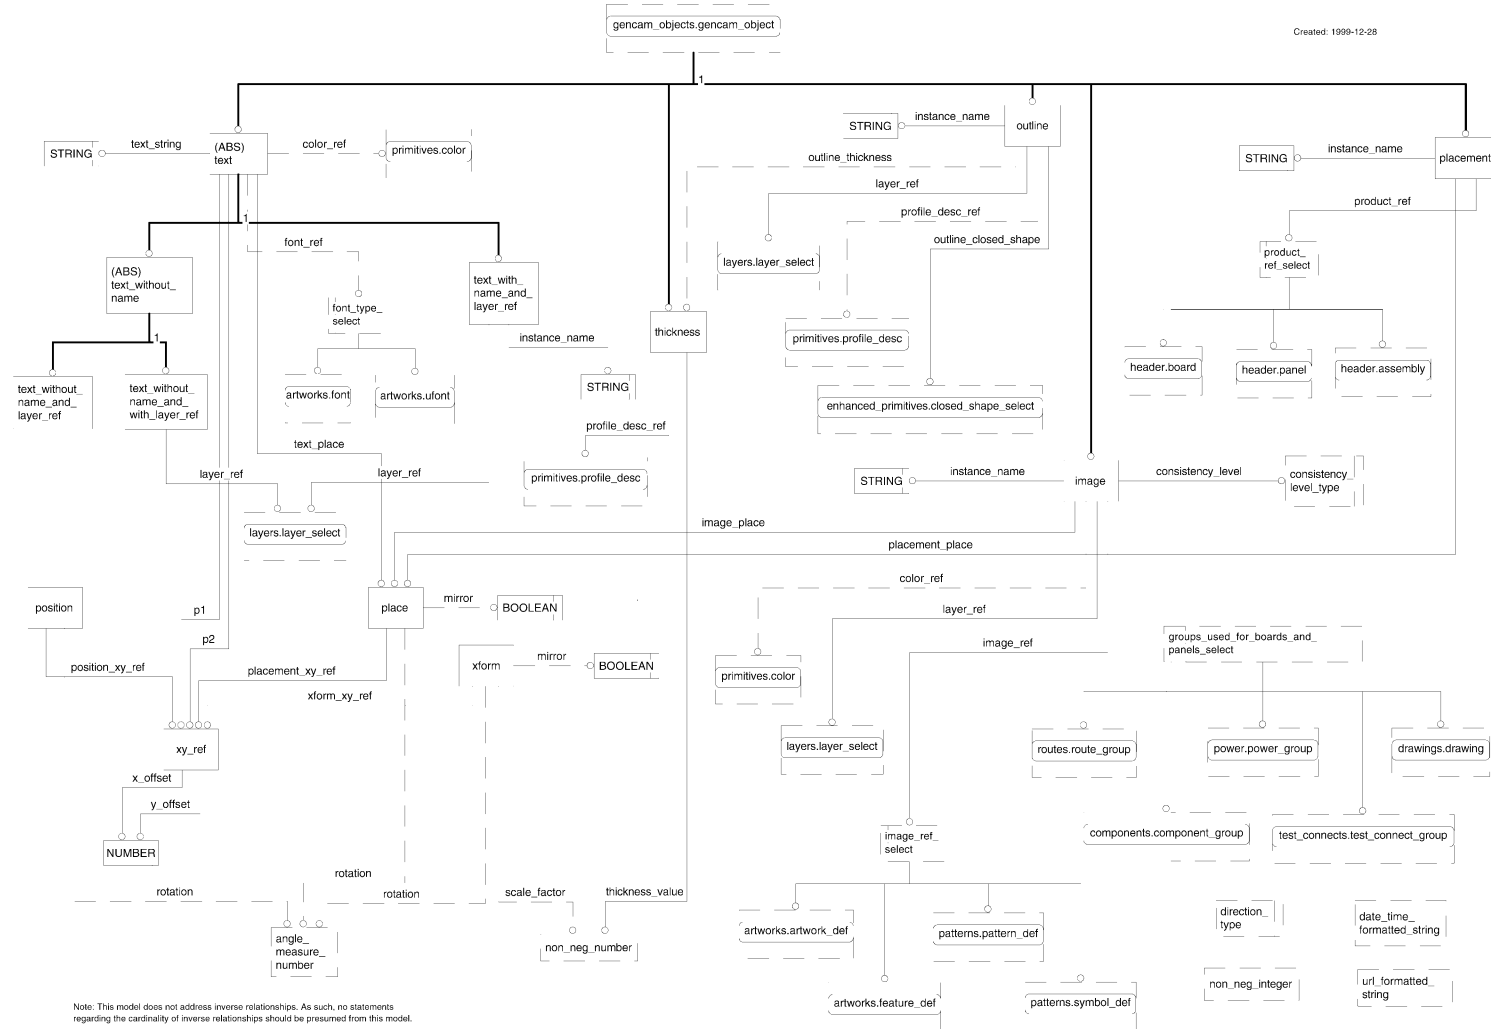 gencam_objects.gencam_object
Created: 1999-12-28
1
STRING
text_string
(ABS)
text
color_ref
primitives.color
STRING
instance_name
outline
STRING
instance_name
placement
outline_thickness
layer_ref
profile_desc_ref
outline_closed_shape
product_ref
1
font_ref
layers.layer_select
product_
ref_select
(ABS)
text_without_
name
text_with_
name_and_
layer_ref
font_type_
select
thickness
instance_name
primitives.profile_desc
1
header.board
header.panel
header.assembly
text_without_
name_and_
layer_ref
text_without_
name_and_
with_layer_ref
artworks.font
artworks.ufont
STRING
enhanced_primitives.closed_shape_select
text_place
profile_desc_ref
layer_ref
layer_ref
primitives.profile_desc
STRING
instance_name
image
consistency_level
consistency_
level_type
layers.layer_select
image_place
placement_place
color_ref
position
p1
place
mirror
BOOLEAN
layer_ref
p2
image_ref
groups_used_for_boards_and_
panels_select
position_xy_ref
placement_xy_ref
xform
mirror
BOOLEAN
xform_xy_ref
primitives.color
xy_ref
layers.layer_select
routes.route_group
power.power_group
drawings.drawing
x_offset
y_offset
NUMBER
image_ref_
select
components.component_group
test_connects.test_connect_group
rotation
rotation
rotation
scale_factor
thickness_value
angle_
measure_
number
non_neg_number
artworks.artwork_def
patterns.pattern_def
direction_
type
date_time_
formatted_string
artworks.feature_def
patterns.symbol_def
non_neg_integer
url_formatted_
string
Note: This model does not address inverse relationships. As such, no statements
regarding the cardinality of inverse relationships should be presumed from this model.